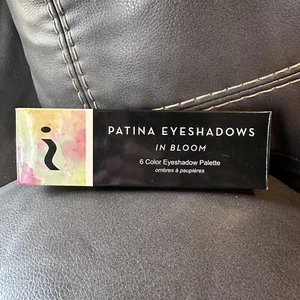 PATINA EYESHADOWS
IN BLOOM
6 Color Eyeshadow Palette
ombres à paupières